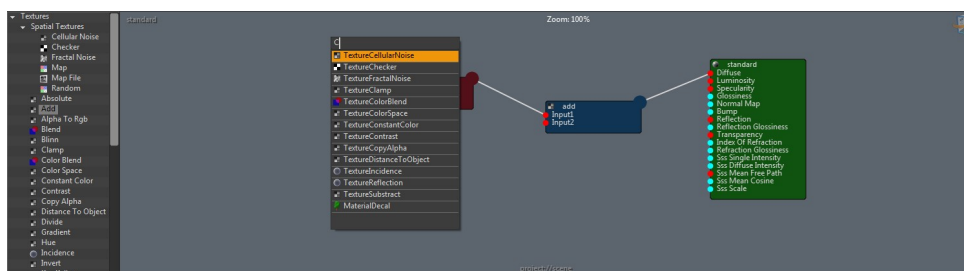 Textures
Spatial Textures
Cellular Noise
Checker
Fractal Noise
Map
Map File
Random
Absolute
Add
Alpha To Rgb
Blend
Blinn
Clamp
Color Blend
Color Space
Constant Color
Contrast
Copy Alpha
Distance To Object
Divide
Gradient
Hue
Incidence
Invert
standard
Zoom: 100%
C
TextureCellularNoise
TextureChecker
TextureFractalNoise
TextureClamp
TextureColorBlend
TextureColorSpace
TextureConstantColor
TextureContrast
TextureCopyAlpha
TextureDistanceToObject
TextureIncidence
TextureReflection
TextureSubstract
MaterialDecal
add
Input1
Input2
standard
Diffuse
Luminosity
Specularity
Glossiness
Normal Map
Bump
Reflection
Reflection Glossiness
Transparency
Index Of Refraction
Refraction Glossiness
Sss Single Intensity
Sss Diffuse Intensity
Sss Mean Free Path
Sss Mean Cosine
Sss Scale